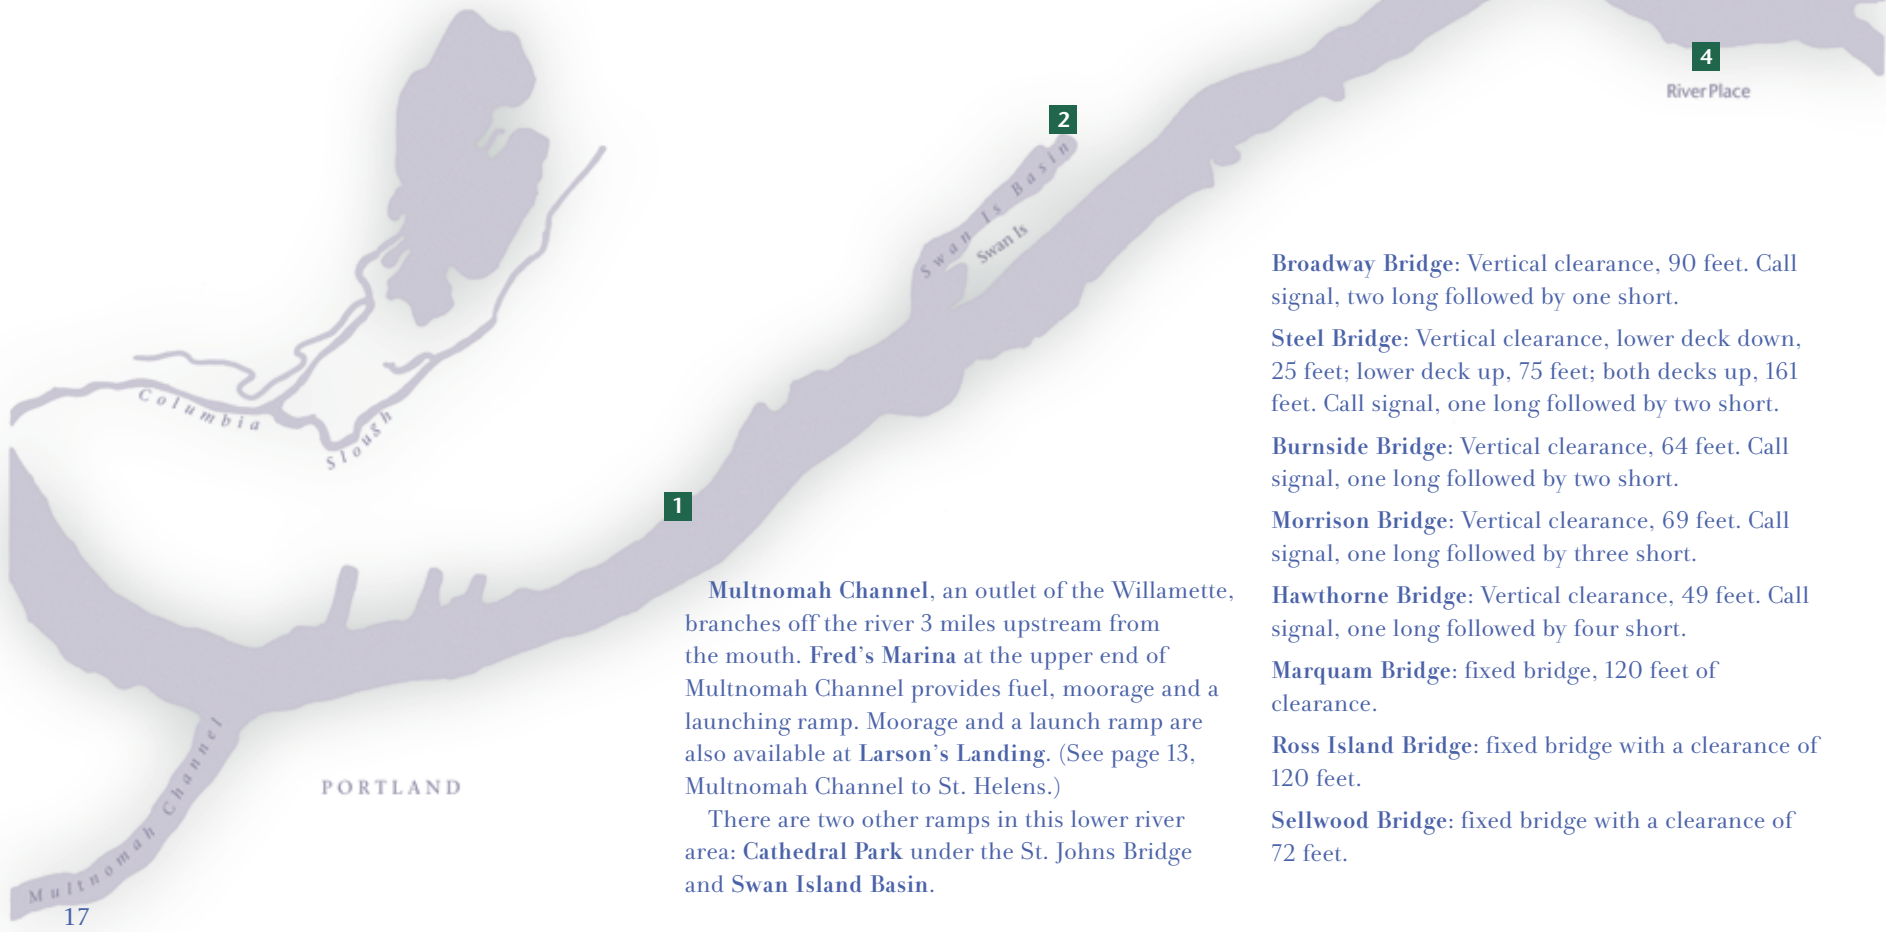 4
RiverPlace
2
Swan Is Basin
Swan Is
Columbia
Slough
1
Multnomah Channel
PORTLAND
Multnomah Channel, an outlet of the Willamette,
branches off the river 3 miles upstream from
the mouth. Fred's Marina at the upper end of
Multnomah Channel provides fuel, moorage and a
launching ramp. Moorage and a launch ramp are
also available at Larson's Landing. (See page 13,
Multnomah Channel to St. Helens.)
There are two other ramps in this lower river
area: Cathedral Park under the St. Johns Bridge
and Swan Island Basin.
Broadway Bridge: Vertical clearance, 90 feet. Call
signal, two long followed by one short.
Steel Bridge: Vertical clearance, lower deck down,
25 feet; lower deck up, 75 feet; both decks up, 161
feet. Call signal, one long followed by two short.
Burnside Bridge: Vertical clearance, 64 feet. Call
signal, one long followed by two short.
Morrison Bridge: Vertical clearance, 69 feet. Call
signal, one long followed by three short.
Hawthorne Bridge: Vertical clearance, 49 feet. Call
signal, one long followed by four short.
Marquam Bridge: fixed bridge, 120 feet of
clearance.
Ross Island Bridge: fixed bridge with a clearance of
120 feet.
Sellwood Bridge: fixed bridge with a clearance of
72 feet.
17